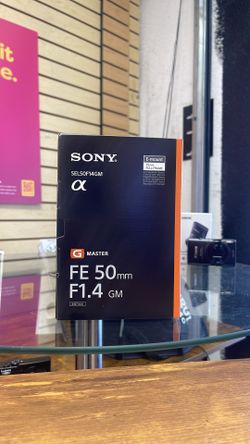 it
e.
SONY
SEL50F14GM
α
E-mount
G MASTER
FE 50mm
F1.4 GM